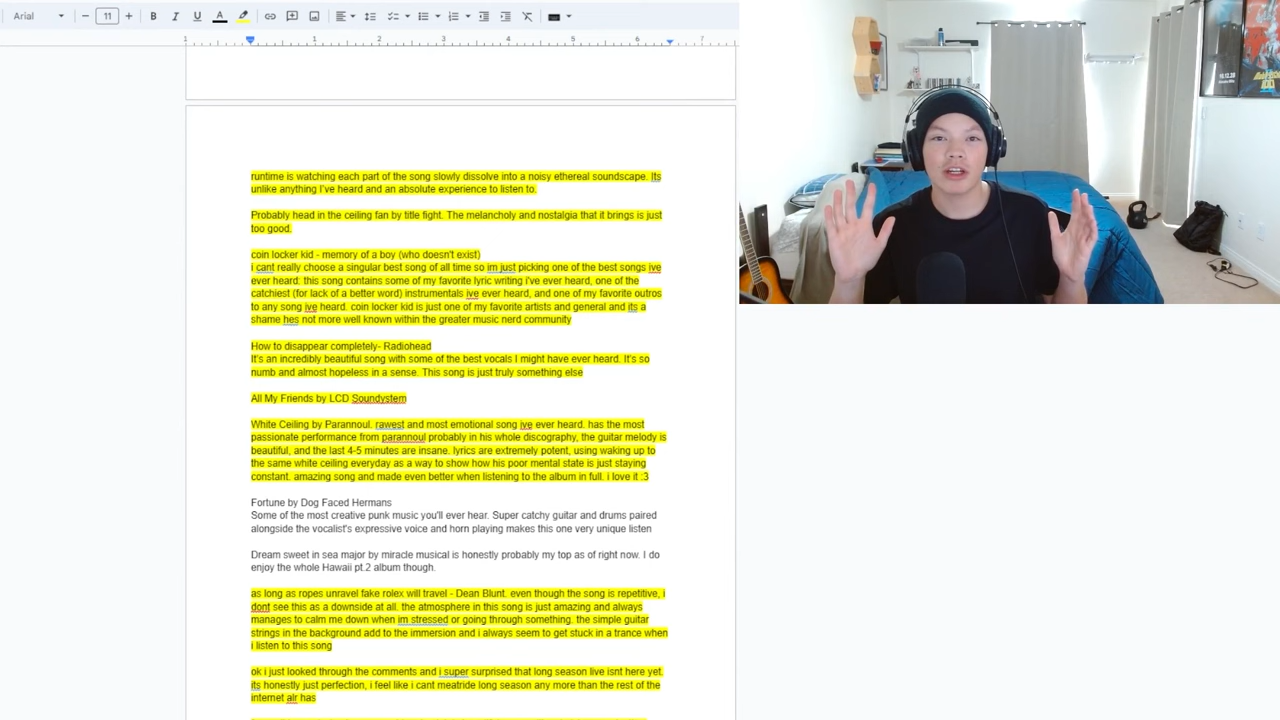 Arial
11
1
1
2
3
4
5
6
7
runtime is watching each part of the song slowly dissolve into a noisy ethereal soundscape. Its
unlike anything I've heard and an absolute experience to listen to.
Probably head in the ceiling fan by title fight. The melancholy and nostalgia that it brings is just
too good.
coin locker kid - memory of a boy (who doesn't exist)
i cant really choose a singular best song of all time so im just picking one of the best songs ive
ever heard. this song contains some of my favorite lyric writing i've ever heard, one of the
catchiest (for lack of a better word) instrumentals ive ever heard, and one of my favorite outros
to any song ive heard. coin locker kid is just one of my favorite artists and general and its a
shame hes not more well known within the greater music nerd community
How to disappear completely- Radiohead
It's an incredibly beautiful song with some of the best vocals I might have ever heard. It's so
numb and almost hopeless in a sense. This song is just truly something else
All My Friends by LCD Soundystem
White Ceiling by Parannoul. rawest and most emotional song ive ever heard. has the most
passionate performance from parannoul probably in his whole discography, the guitar melody is
beautiful, and the last 4-5 minutes are insane. lyrics are extremely potent, using waking up to
the same white ceiling everyday as a way to show how his poor mental state is just staying
constant. amazing song and made even better when listening to the album in full. i love it :3
Fortune by Dog Faced Hermans
Some of the most creative punk music you'll ever hear. Super catchy guitar and drums paired
alongside the vocalist's expressive voice and horn playing makes this one very unique listen
Dream sweet in sea major by miracle musical is honestly probably my top as of right now. I do
enjoy the whole Hawaii pt.2 album though.
as long as ropes unravel fake rolex will travel - Dean Blunt. even though the song is repetitive, i
dont see this as a downside at all. the atmosphere in this song is just amazing and always
manages to calm me down when im stressed or going through something. the simple guitar
strings in the background add to the immersion and i always seem to get stuck in a trance when
i listen to this song
ok i just looked through the comments and i super surprised that long season live isnt here yet.
its honestly just perfection, i feel like i cant meatride long season any more than the rest of the
internet alr has